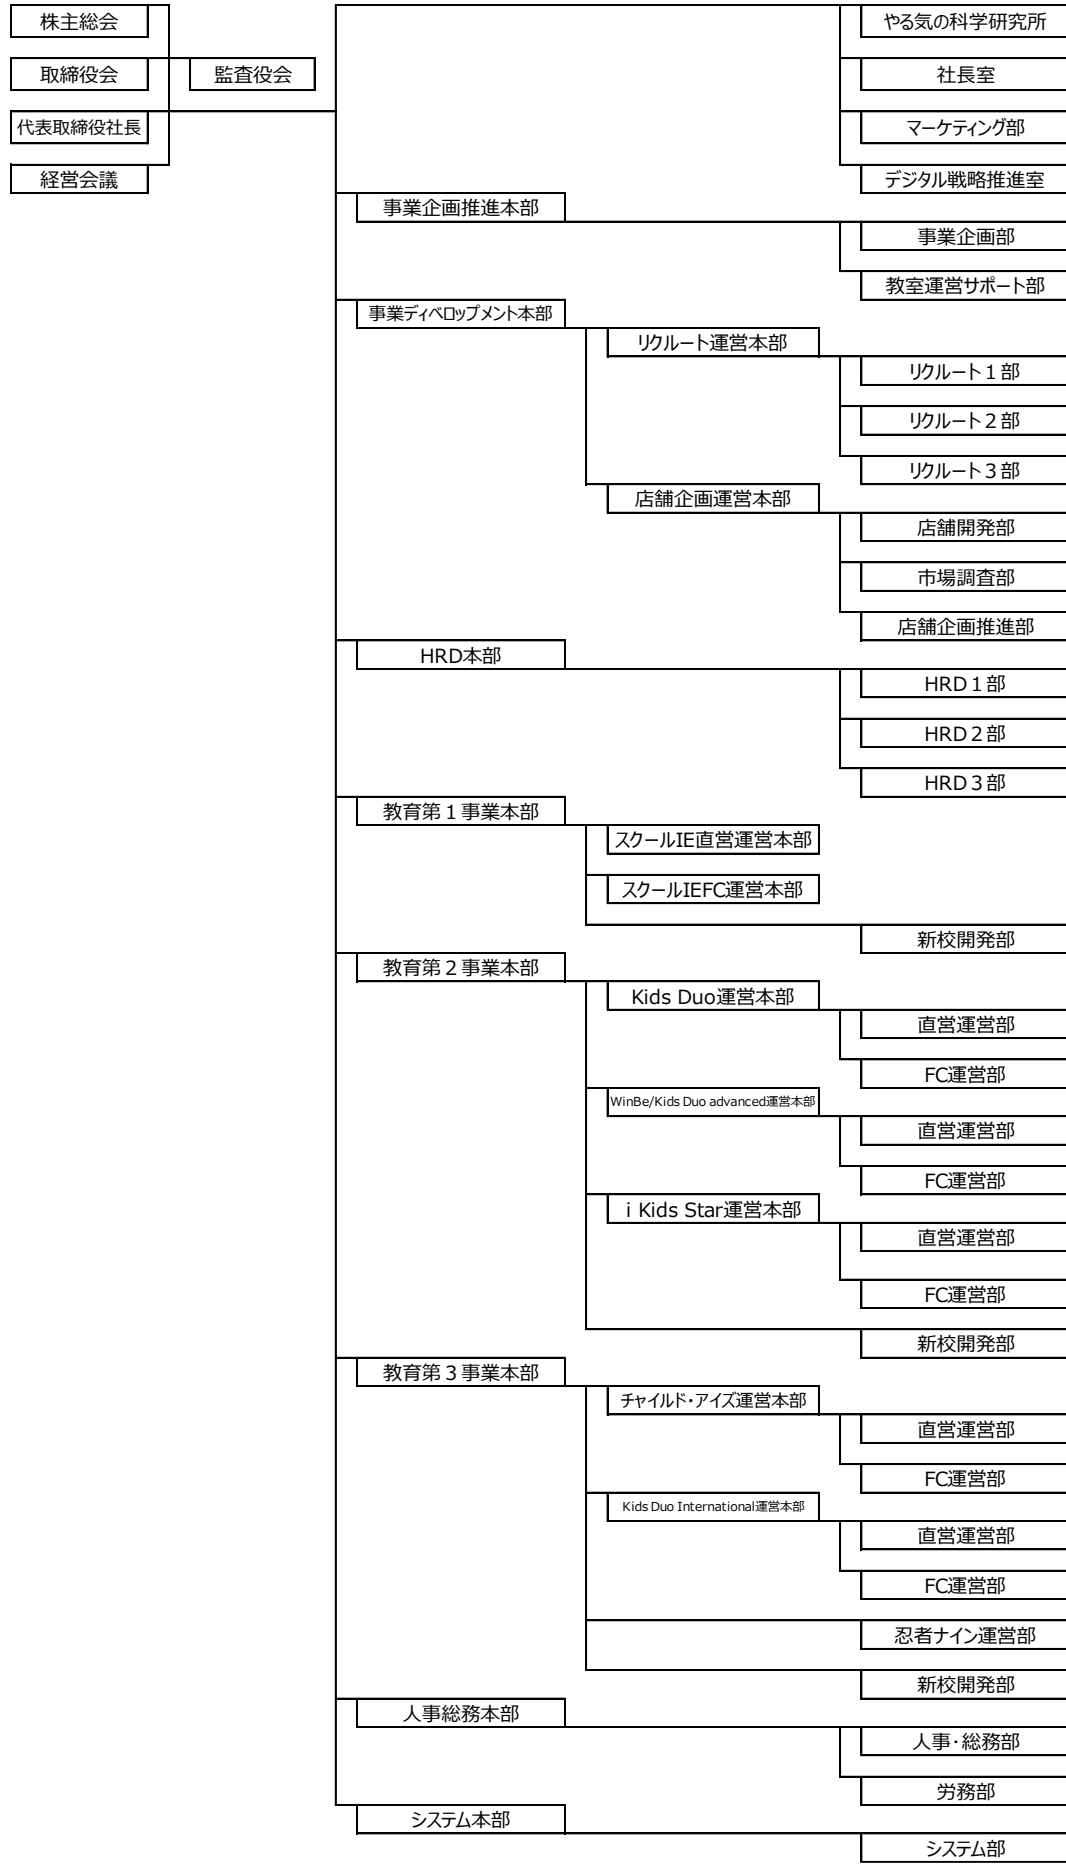 株主総会
やる気の科学研究所
取締役会
監査役会
社長室
代表取締役社長
マーケティング部
経営会議
デジタル戦略推進室
事業企画推進本部
事業企画部
教室運営サポート部
事業ディベロップメント本部
リクルート運営本部
リクルート１部
リクルート２部
リクルート３部
店舗企画運営本部
店舗開発部
市場調査部
店舗企画推進部
HRD本部
HRD１部
HRD２部
HRD３部
教育第１事業本部
スクールIE直営運営本部
スクールIEFC運営本部
新校開発部
教育第２事業本部
Kids Duo運営本部
直営運営部
FC運営部
WinBe/Kids Duo advanced運営本部
直営運営部
FC運営部
i Kids Star運営本部
直営運営部
FC運営部
新校開発部
教育第３事業本部
チャイルド・アイズ運営本部
直営運営部
FC運営部
Kids Duo International運営本部
直営運営部
FC運営部
忍者ナイン運営部
新校開発部
人事総務本部
人事・総務部
労務部
システム本部
システム部